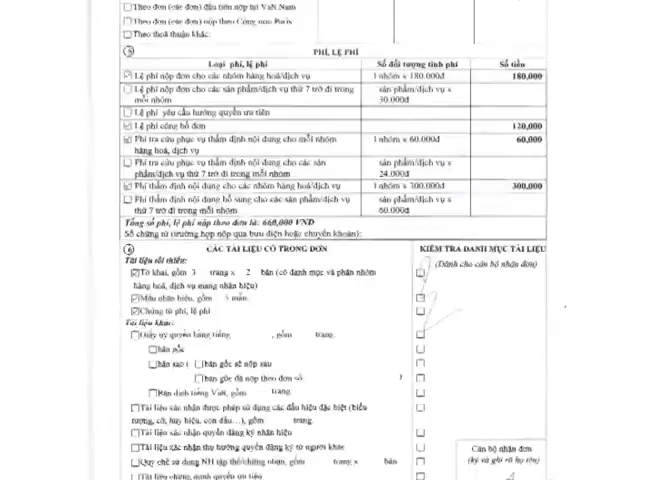 ☐Theo đơn (các đơn) đầu tiên nộp tại Việt Nam
☐Theo đơn (các đơn) nộp theo Công ước Paris
☐Theo thoả thuận khác:
⑤ PHÍ, LỆ PHÍ
Loại phí, lệ phí Số đối tượng tính phí Số tiền
☑ Lệ phí nộp đơn cho các nhóm hàng hoá/dịch vụ 1 nhóm x 180.000đ 180,000
☐ Lệ phí nộp đơn cho các sản phẩm/dịch vụ thứ 7 trở đi trong sản phẩm/dịch vụ x
mỗi nhóm 30.000đ
☐ Lệ phí yêu cầu hưởng quyền ưu tiên
☑ Lệ phí công bố đơn 120,000
☑ Phí tra cứu phục vụ thẩm định nội dung cho mỗi nhóm 1 nhóm x 60.000đ 60,000
hàng hoá, dịch vụ
☐ Phí tra cứu phục vụ thẩm định nội dung cho các sản sản phẩm/dịch vụ x
phẩm/dịch vụ thứ 7 trở đi trong mỗi nhóm 24.000đ
☑ Phí thẩm định nội dung cho các nhóm hàng hoá/dịch vụ 1 nhóm x 300.000đ 300,000
☐ Phí thẩm định nội dung bổ sung cho các sản phẩm/dịch vụ sản phẩm/dịch vụ x
thứ 7 trở đi trong mỗi nhóm 60.000đ
Tổng số phí, lệ phí nộp theo đơn là: 660,000 VND
Số chứng từ (trường hợp nộp qua bưu điện hoặc chuyển khoản):
⑥ CÁC TÀI LIỆU CÓ TRONG ĐƠN KIỂM TRA DANH MỤC TÀI LIỆU
Tài liệu tối thiểu: (Dành cho cán bộ nhận đơn)
☑Tờ khai, gồm 3 trang x 2 bản (có danh mục và phân nhóm
hàng hoá, dịch vụ mang nhãn hiệu)
☑Mẫu nhãn hiệu, gồm 5 mẫu
☑Chứng từ phí, lệ phí
Tài liệu khác:
☐Giấy uỷ quyền bằng tiếng , gồm trang
☐bản gốc
☐bản sao ( ☐bản gốc sẽ nộp sau
☐bản gốc đã nộp theo đơn số: )
☐Bản dịch tiếng Việt, gồm trang
☐Tài liệu xác nhận được phép sử dụng các dấu hiệu đặc biệt (biểu
tượng, cờ, huy hiệu, con dấu...), gồm trang
☐Tài liệu xác nhận quyền đăng ký nhãn hiệu
☐Tài liệu xác nhận thụ hưởng quyền đăng ký từ người khác
☐Quy chế sử dụng NH tập thể/chứng nhận, gồm trang x bản
☐Tài liệu chứng minh quyền ưu tiên
Cán bộ nhận đơn
(ký và ghi rõ họ tên)